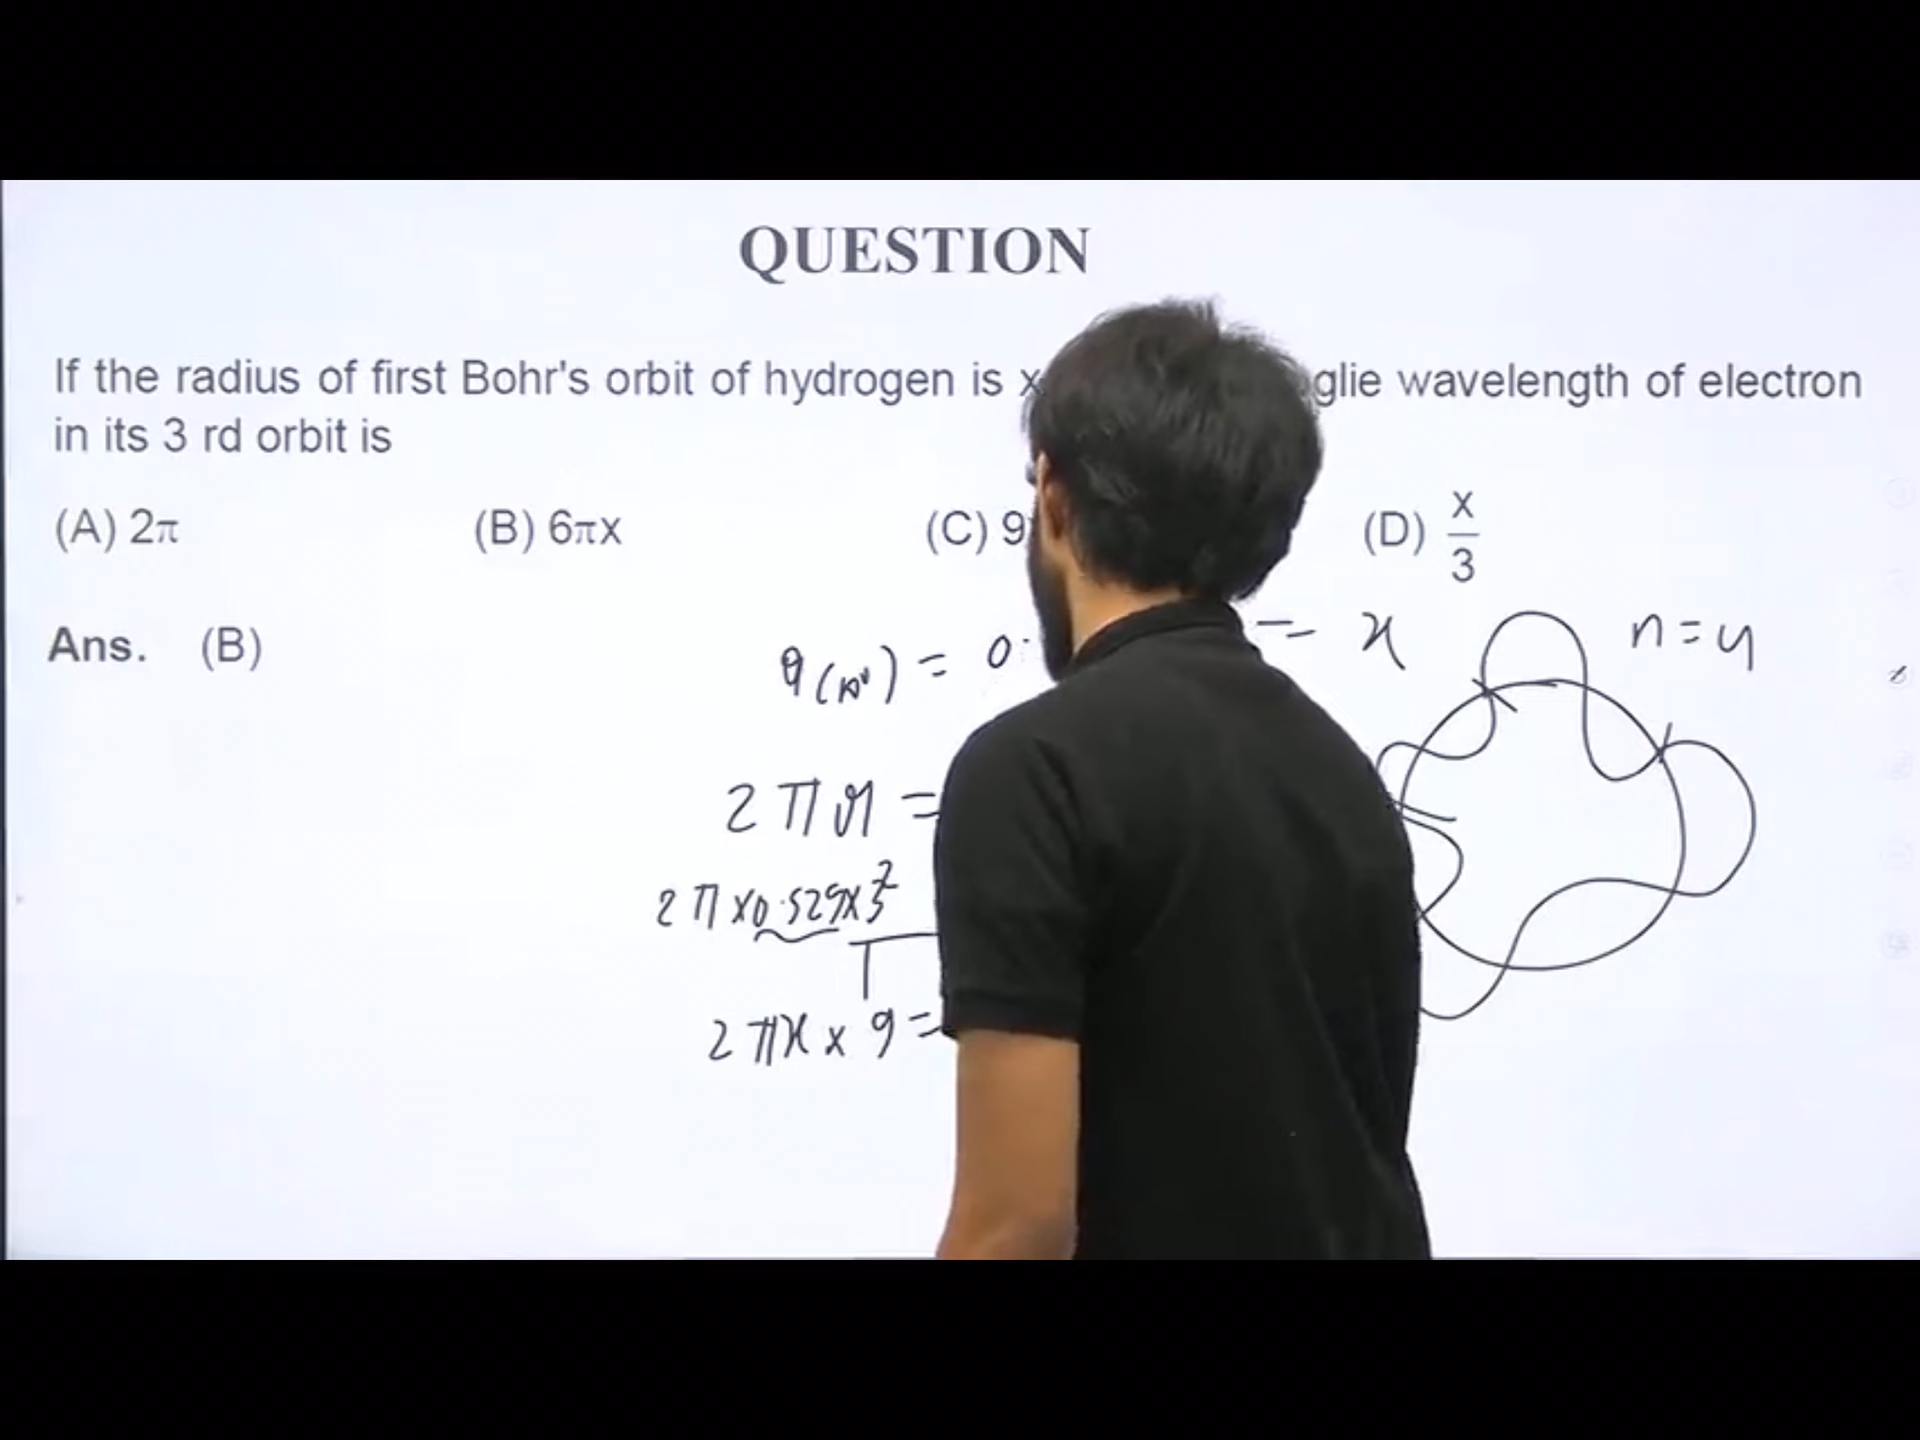 QUESTION
If the radius of first Bohr's orbit of hydrogen is x glie wavelength of electron
in its 3 rd orbit is
(A) 2π (B) 6πx (C) 9 (D) x/3
Ans. (B)
= 0. = x n=4
2πr =
2π×0.529×3²
2πx × 9 =